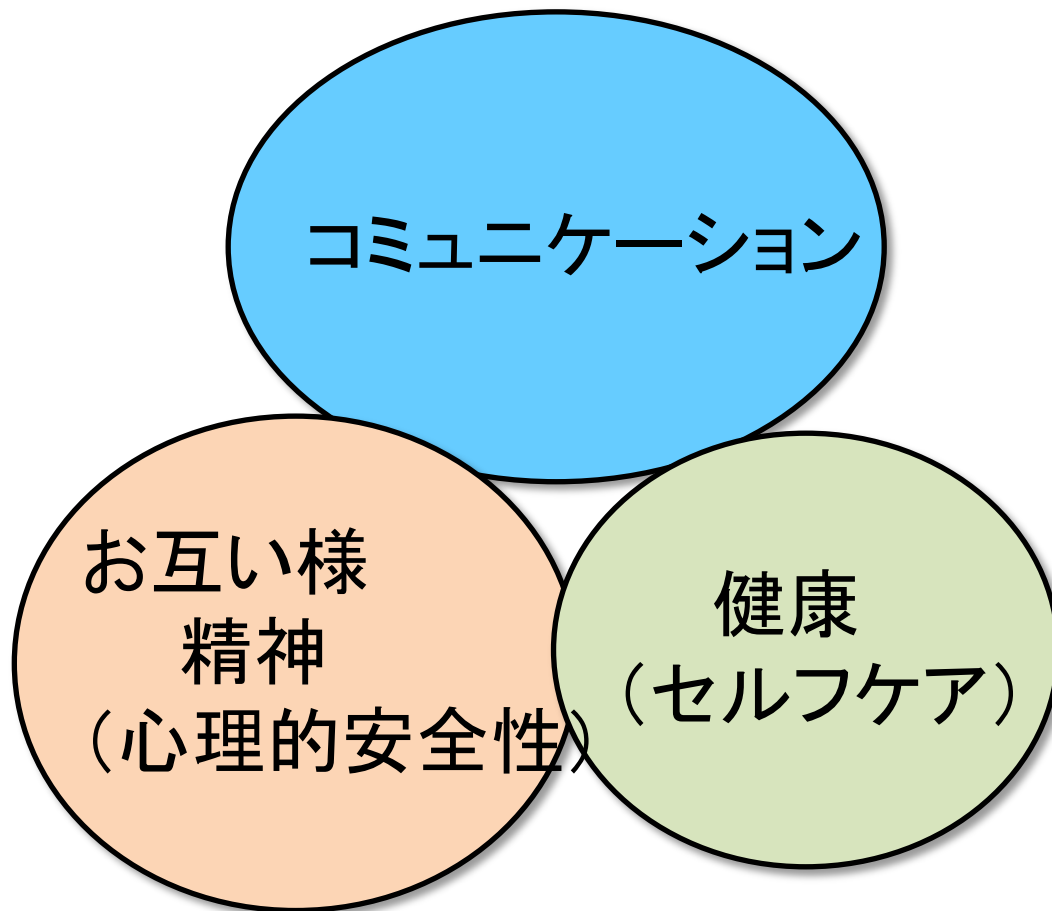 コミュニケーション
お互い様
精神
（心理的安全性）
健康
（セルフケア）